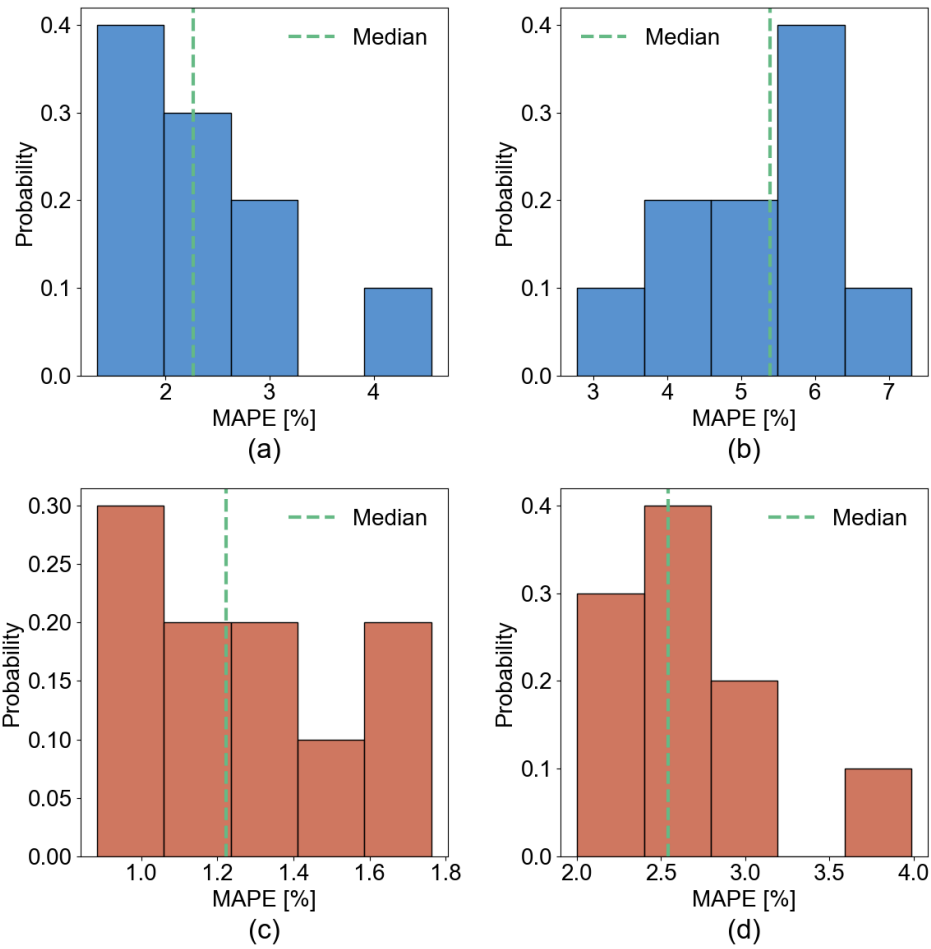 0.4
0.3
0.2
0.1
0.0
Probability
Median
2 3 4
MAPE [%]
(a)
0.4
0.3
0.2
0.1
0.0
Probability
Median
3 4 5 6 7
MAPE [%]
(b)
0.30
0.25
0.20
0.15
0.10
0.05
0.00
Probability
Median
1.0 1.2 1.4 1.6 1.8
MAPE [%]
(c)
0.4
0.3
0.2
0.1
0.0
Probability
Median
2.0 2.5 3.0 3.5 4.0
MAPE [%]
(d)